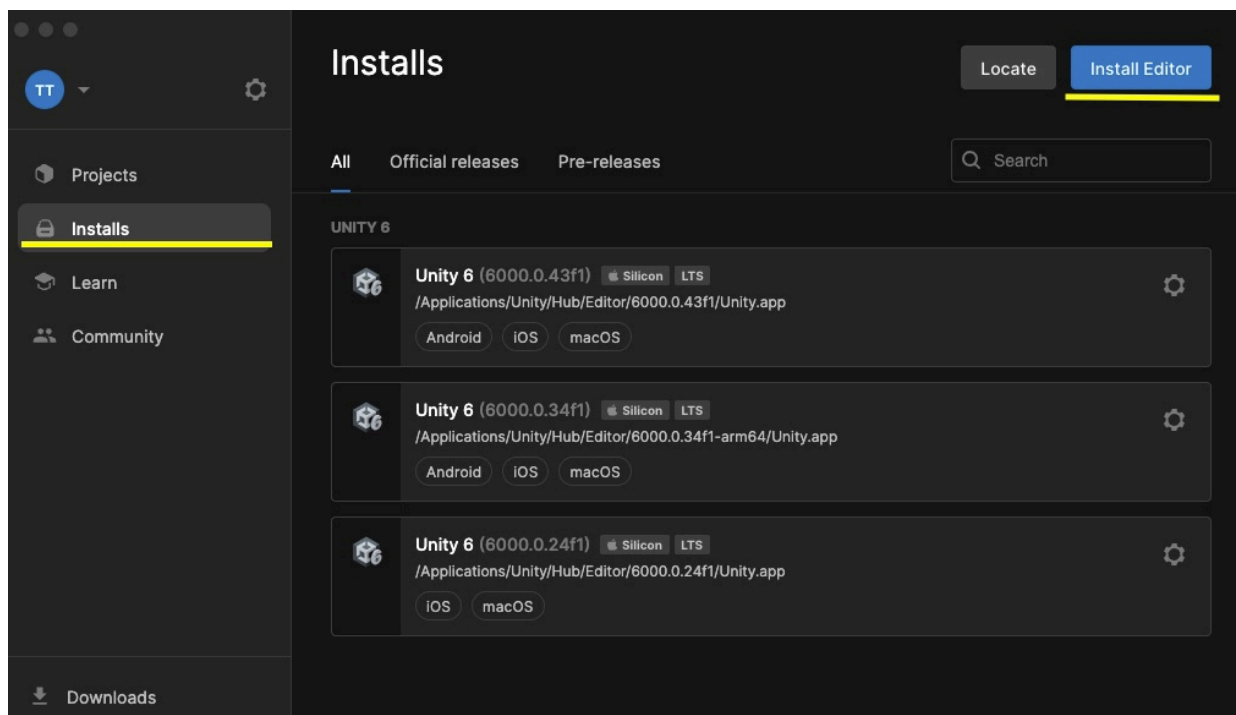 TT
Projects
Installs
Learn
Community
Downloads
Installs
Locate
Install Editor
All
Official releases
Pre-releases
Search
UNITY 6
Unity 6 (6000.0.43f1) Silicon LTS
/Applications/Unity/Hub/Editor/6000.0.43f1/Unity.app
Android iOS macOS
Unity 6 (6000.0.34f1) Silicon LTS
/Applications/Unity/Hub/Editor/6000.0.34f1-arm64/Unity.app
Android iOS macOS
Unity 6 (6000.0.24f1) Silicon LTS
/Applications/Unity/Hub/Editor/6000.0.24f1/Unity.app
iOS macOS